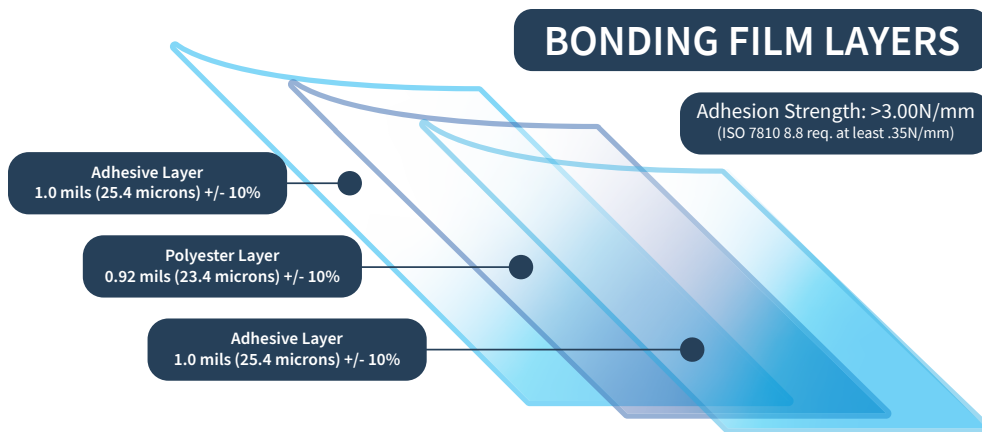 BONDING FILM LAYERS
Adhesion Strength: >3.00N/mm
(ISO 7810 8.8 req. at least .35N/mm)
Adhesive Layer
1.0 mils (25.4 microns) +/- 10%
Polyester Layer
0.92 mils (23.4 microns) +/- 10%
Adhesive Layer
1.0 mils (25.4 microns) +/- 10%